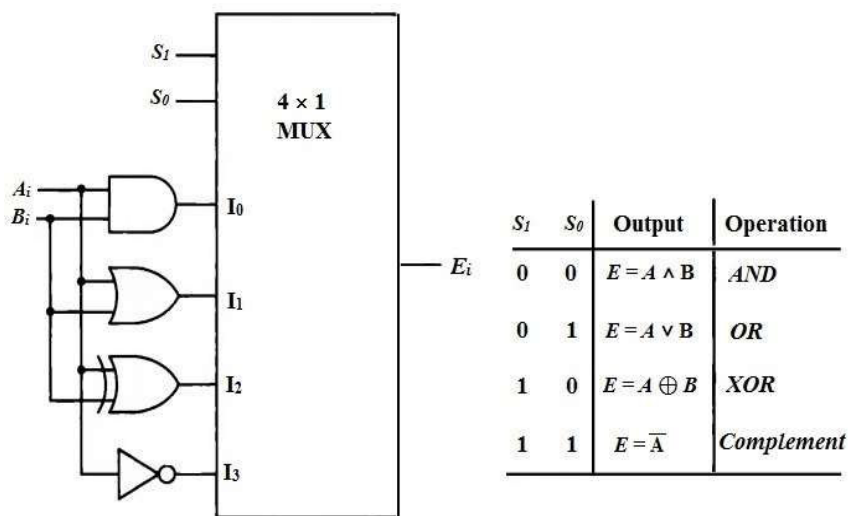 S₁
S₀
4 × 1
MUX
Aᵢ
Bᵢ
I₀
I₁
I₂
I₃
Eᵢ
S₁ S₀ Output Operation
0 0 E = A ∧ B AND
0 1 E = A ∨ B OR
1 0 E = A ⊕ B XOR
1 1 E = A̅ Complement